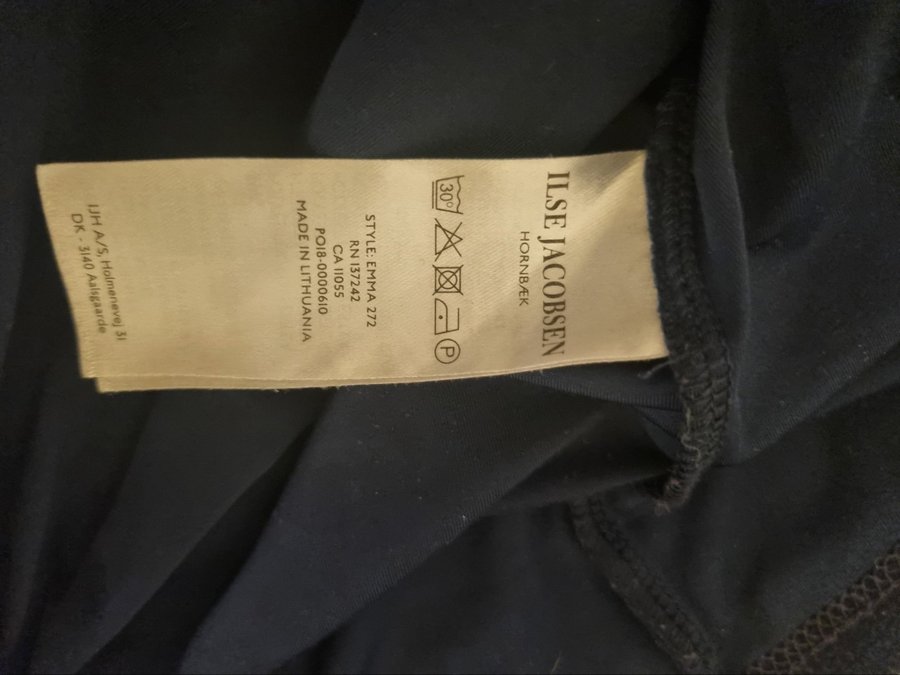 ILSE JACOBSEN
HORNBÆK
30°
P
STYLE: EMMA 272
RN 137242
CA 11055
PO18-0000610
MADE IN LITHUANIA
IJH A/S, Holmenevej 31
DK - 3140 Aalsgaarde